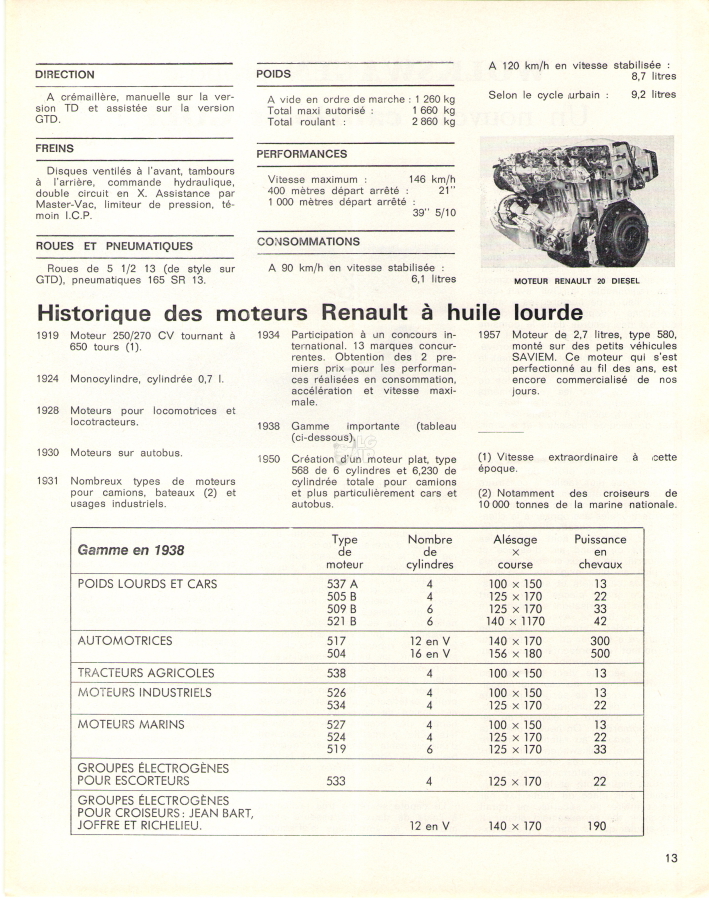 DIRECTION
A crémaillère, manuelle sur la ver-
sion TD et assistée sur la version
GTD.
FREINS
Disques ventilés à l'avant, tambours
à l'arrière, commande hydraulique,
double circuit en X. Assistance par
Master-Vac, limiteur de pression, té-
moin I.C.P.
ROUES ET PNEUMATIQUES
Roues de 5 1/2 13 (de style sur
GTD), pneumatiques 165 SR 13.
POIDS
A vide en ordre de marche : 1 260 kg
Total maxi autorisé : 1 660 kg
Total roulant : 2 860 kg
PERFORMANCES
Vitesse maximum : 146 km/h
400 mètres départ arrêté : 21"
1 000 mètres départ arrêté :
39" 5/10
CONSOMMATIONS
A 90 km/h en vitesse stabilisée :
6,1 litres
A 120 km/h en vitesse stabilisée :
8,7 litres
Selon le cycle urbain : 9,2 litres
MOTEUR RENAULT 20 DIESEL
Historique des moteurs Renault à huile lourde
1919 Moteur 250/270 CV tournant à
650 tours (1).
1924 Monocylindre, cylindrée 0,7 l.
1928 Moteurs pour locomotrices et
locotracteurs.
1930 Moteurs sur autobus.
1931 Nombreux types de moteurs
pour camions, bateaux (2) et
usages industriels.
1934 Participation à un concours in-
ternational. 13 marques concur-
rentes. Obtention des 2 pre-
miers prix pour les performan-
ces réalisées en consommation,
accélération et vitesse maxi-
male.
1938 Gamme importante (tableau
(ci-dessous).
1950 Création d'un moteur plat, type
568 de 6 cylindres et 6,230 de
cylindrée totale pour camions
et plus particulièrement cars et
autobus.
1957 Moteur de 2,7 litres, type 580,
monté sur des petits véhicules
SAVIEM. Ce moteur qui s'est
perfectionné au fil des ans, est
encore commercialisé de nos
jours.
(1) Vitesse extraordinaire à cette
époque.
(2) Notamment des croiseurs de
10 000 tonnes de la marine nationale.
Gamme en 1938
Type de moteur
Nombre de cylindres
Alésage × course
Puissance en chevaux
POIDS LOURDS ET CARS 537 A 4 100 × 150 13
505 B 4 125 × 170 22
509 B 6 125 × 170 33
521 B 6 140 × 1170 42
AUTOMOTRICES 517 12 en V 140 × 170 300
504 16 en V 156 × 180 500
TRACTEURS AGRICOLES 538 4 100 × 150 13
MOTEURS INDUSTRIELS 526 4 100 × 150 13
534 4 125 × 170 22
MOTEURS MARINS 527 4 100 × 150 13
524 4 125 × 170 22
519 6 125 × 170 33
GROUPES ÉLECTROGÈNES
POUR ESCORTEURS 533 4 125 × 170 22
GROUPES ÉLECTROGÈNES
POUR CROISEURS : JEAN BART,
JOFFRE ET RICHELIEU. 12 en V 140 × 170 190
13